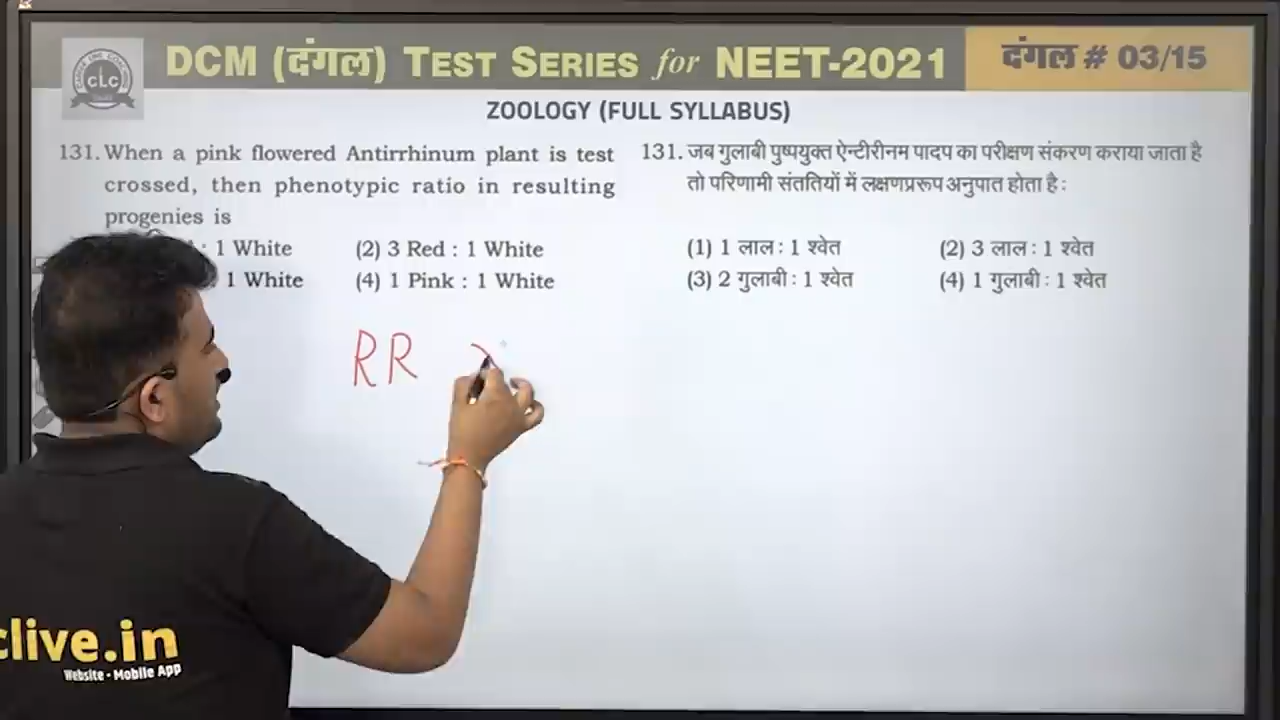 DCM (दंगल) TEST SERIES for NEET-2021
दंगल # 03/15
CLC
ZOOLOGY (FULL SYLLABUS)
131. When a pink flowered Antirrhinum plant is test
crossed, then phenotypic ratio in resulting
progenies is
: 1 White (2) 3 Red : 1 White
1 White (4) 1 Pink : 1 White
131. जब गुलाबी पुष्पयुक्त ऐन्टीरीनम पादप का परीक्षण संकरण कराया जाता है
तो परिणामी संततियों में लक्षणप्ररूप अनुपात होता है :
(1) 1 लाल : 1 श्वेत (2) 3 लाल : 1 श्वेत
(3) 2 गुलाबी : 1 श्वेत (4) 1 गुलाबी : 1 श्वेत
RR
clive.in
Website - Mobile App